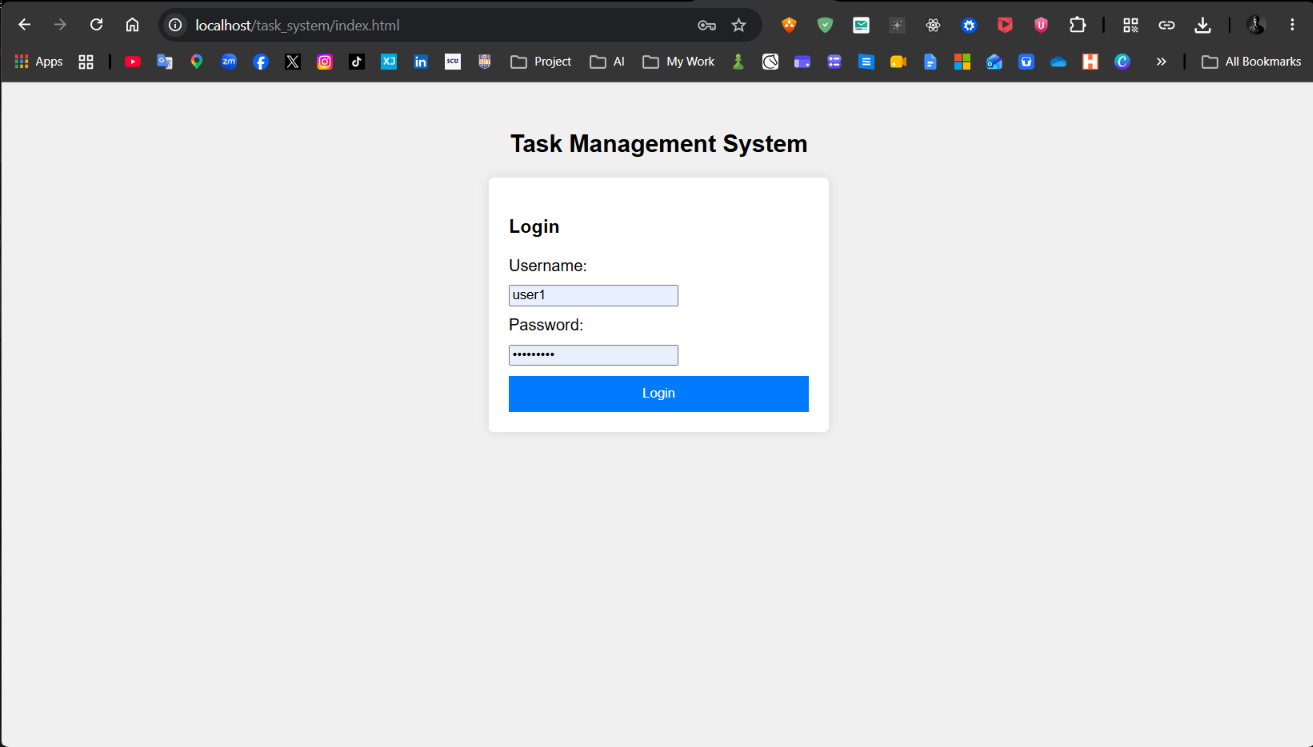 localhost/task_system/index.html
Apps Project AI My Work All Bookmarks
Task Management System
Login
Username:
user1
Password:
•••••••••
Login